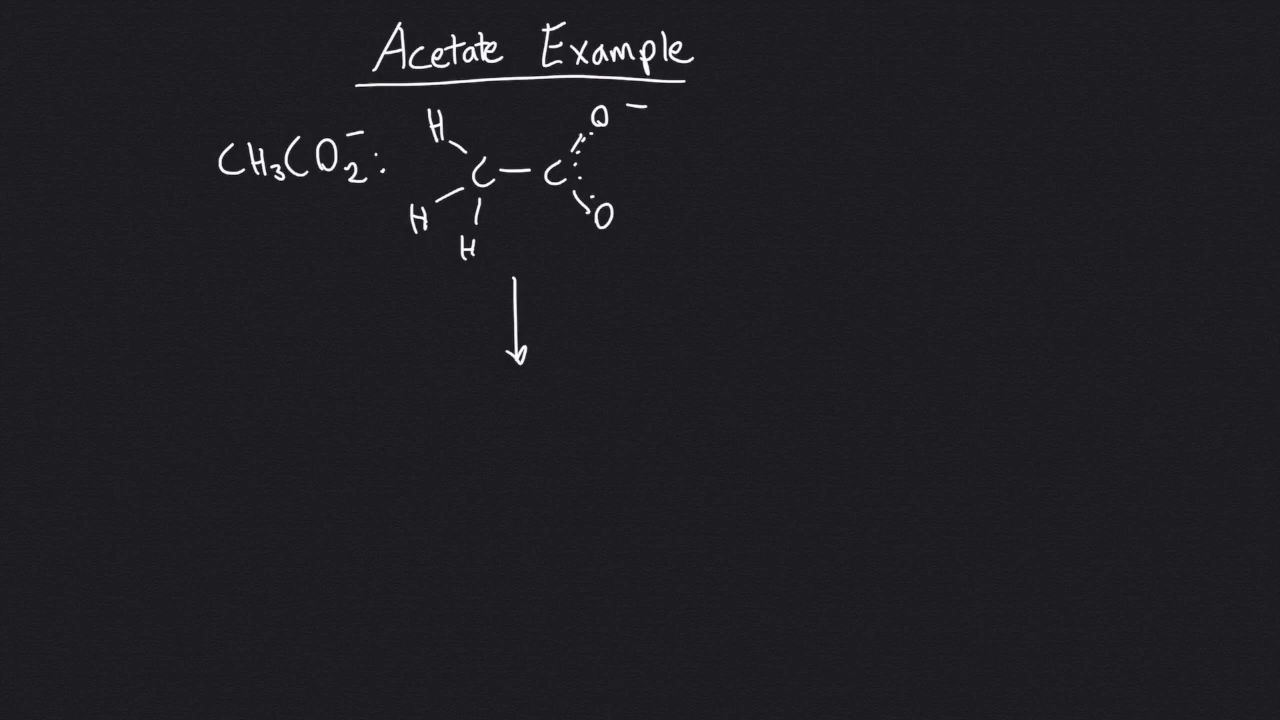 Acetate Example
CH₃CO₂⁻:
H O⁻
C — C
H O
H